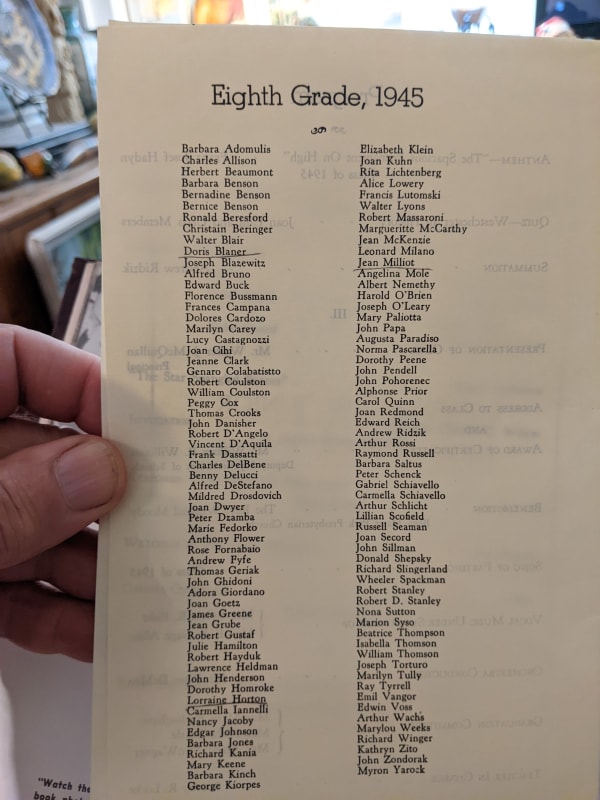 Eighth Grade, 1945
Barbara Adomulis
Charles Allison
Herbert Beaumont
Barbara Benson
Bernadine Benson
Bernice Benson
Ronald Beresford
Christain Beringer
Walter Blair
Doris Blaner
Joseph Blazewitz
Alfred Bruno
Edward Buck
Florence Bussmann
Frances Campana
Dolores Cardozo
Marilyn Carey
Lucy Castagnozzi
Joan Cihi
Jeanne Clark
Genaro Colabatistto
Robert Coulston
William Coulston
Peggy Cox
Thomas Crooks
John Danisher
Robert D'Angelo
Vincent D'Aquila
Frank Dassatti
Charles DelBene
Benny Delucci
Alfred DeStefano
Mildred Drosdovich
Joan Dwyer
Peter Dzamba
Marie Fedorko
Anthony Flower
Rose Fornabaio
Andrew Fyfe
Thomas Geriak
John Ghidoni
Adora Giordano
Joan Goetz
James Greene
Jean Grube
Robert Gustaf
Julie Hamilton
Robert Hayduk
Lawrence Heldman
John Henderson
Dorothy Homroke
Lorraine Horton
Carmella Iannelli
Nancy Jacoby
Edgar Johnson
Barbara Jones
Richard Kania
Mary Keene
Barbara Kinch
George Kiorpes
Elizabeth Klein
Joan Kuhn
Rita Lichtenberg
Alice Lowery
Francis Lutomski
Walter Lyons
Robert Massaroni
Margueritte McCarthy
Jean McKenzie
Leonard Milano
Jean Milliot
Angelina Mole
Albert Nemethy
Harold O'Brien
Joseph O'Leary
Mary Paliotta
John Papa
Augusta Paradiso
Norma Pascarella
Dorothy Peene
John Pendell
John Pohorenec
Alphonse Prior
Carol Quinn
Joan Redmond
Edward Reich
Andrew Ridzik
Arthur Rossi
Raymond Russell
Barbara Saltus
Peter Schenck
Gabriel Schiavello
Carmella Schiavello
Arthur Schlicht
Lillian Scofield
Russell Seaman
Joan Secord
John Sillman
Donald Shepsky
Richard Slingerland
Wheeler Spackman
Robert Stanley
Robert D. Stanley
Nona Sutton
Marion Syso
Beatrice Thompson
Isabella Thomson
William Thomson
Joseph Torturo
Marilyn Tully
Ray Tyrrell
Emil Vangor
Edwin Voss
Arthur Wachs
Marylou Weeks
Richard Winger
Kathryn Zito
John Zondorak
Myron Yarock
"Watch the